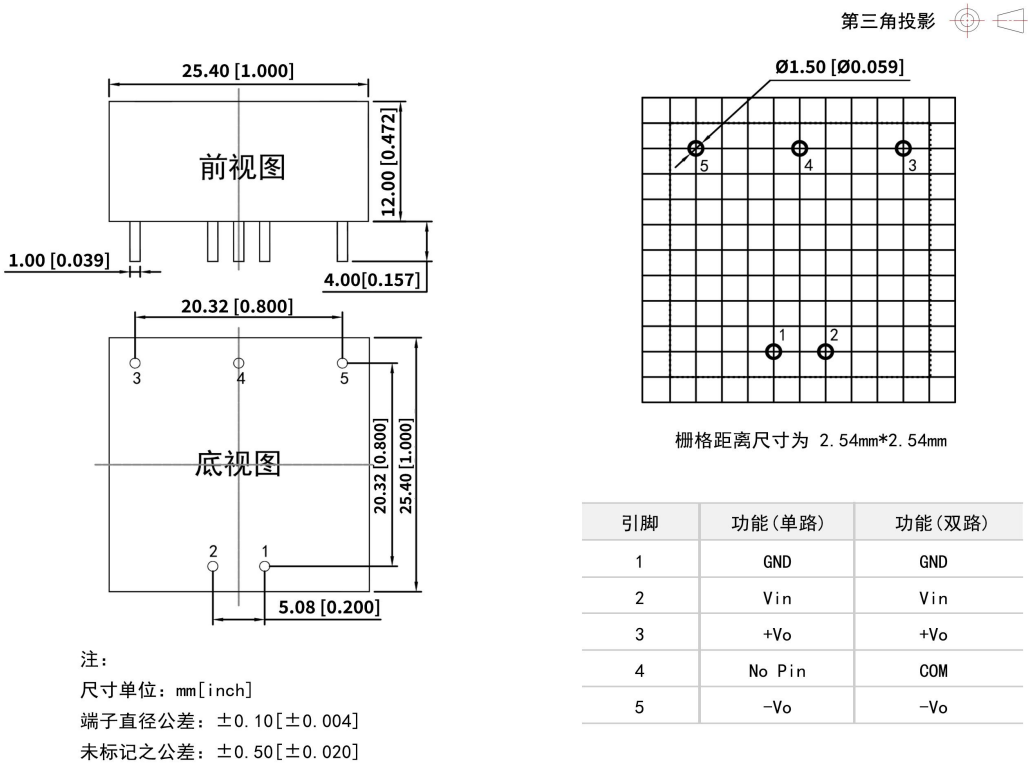 第三角投影
25.40 [1.000]
前视图
12.00 [0.472]
1.00 [0.039]
4.00[0.157]
20.32 [0.800]
3
4
5
底视图
20.32 [0.800]
25.40 [1.000]
2
1
5.08 [0.200]
注：
尺寸单位：mm[inch]
端子直径公差：±0.10[±0.004]
未标记之公差：±0.50[±0.020]
Ø1.50 [Ø0.059]
5
4
3
1
2
栅格距离尺寸为 2.54mm*2.54mm
引脚 功能(单路) 功能(双路)
1 GND GND
2 Vin Vin
3 +Vo +Vo
4 No Pin COM
5 -Vo -Vo